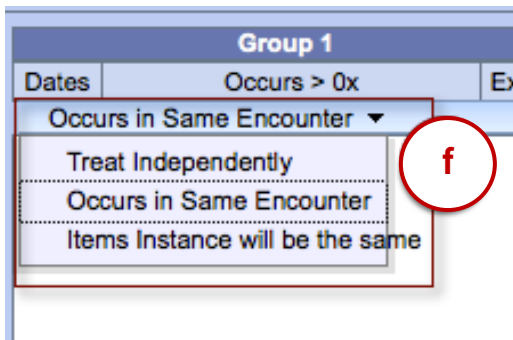 Group 1
Dates Occurs > 0x Ex
Occurs in Same Encounter
f
Treat Independently
Occurs in Same Encounter
Items Instance will be the same